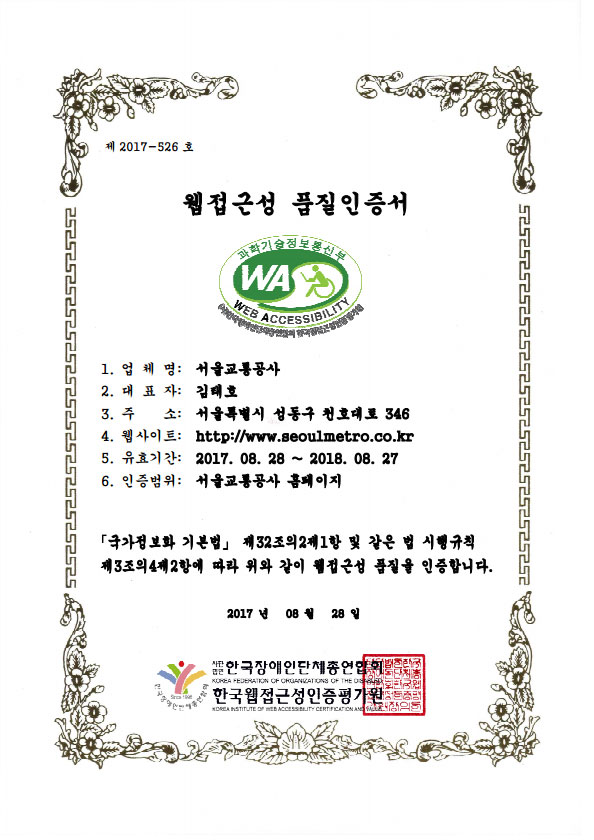 제 2017-526 호
웹접근성 품질인증서
과학기술정보통신부
WA
WEB ACCESSIBILITY
1. 업 체 명: 서울교통공사
2. 대 표 자: 김태호
3. 주 소: 서울특별시 성동구 천호대로 346
4. 웹사이트: http://www.seoulmetro.co.kr
5. 유효기간: 2017. 08. 28 ~ 2018. 08. 27
6. 인증범위: 서울교통공사 홈페이지
「국가정보화 기본법」 제32조의2제1항 및 같은 법 시행규칙
제3조의4제2항에 따라 위와 같이 웹접근성 품질을 인증합니다.
2017 년 08 월 28 일
Since 1996
한국장애인단체총연합회
사단법인 한국장애인단체총연합회
KOREA FEDERATION OF ORGANIZATIONS OF THE DISABLED
한국웹접근성인증평가원
KOREA INSTITUTE OF WEB ACCESSIBILITY CERTIFICATION AND VALUE